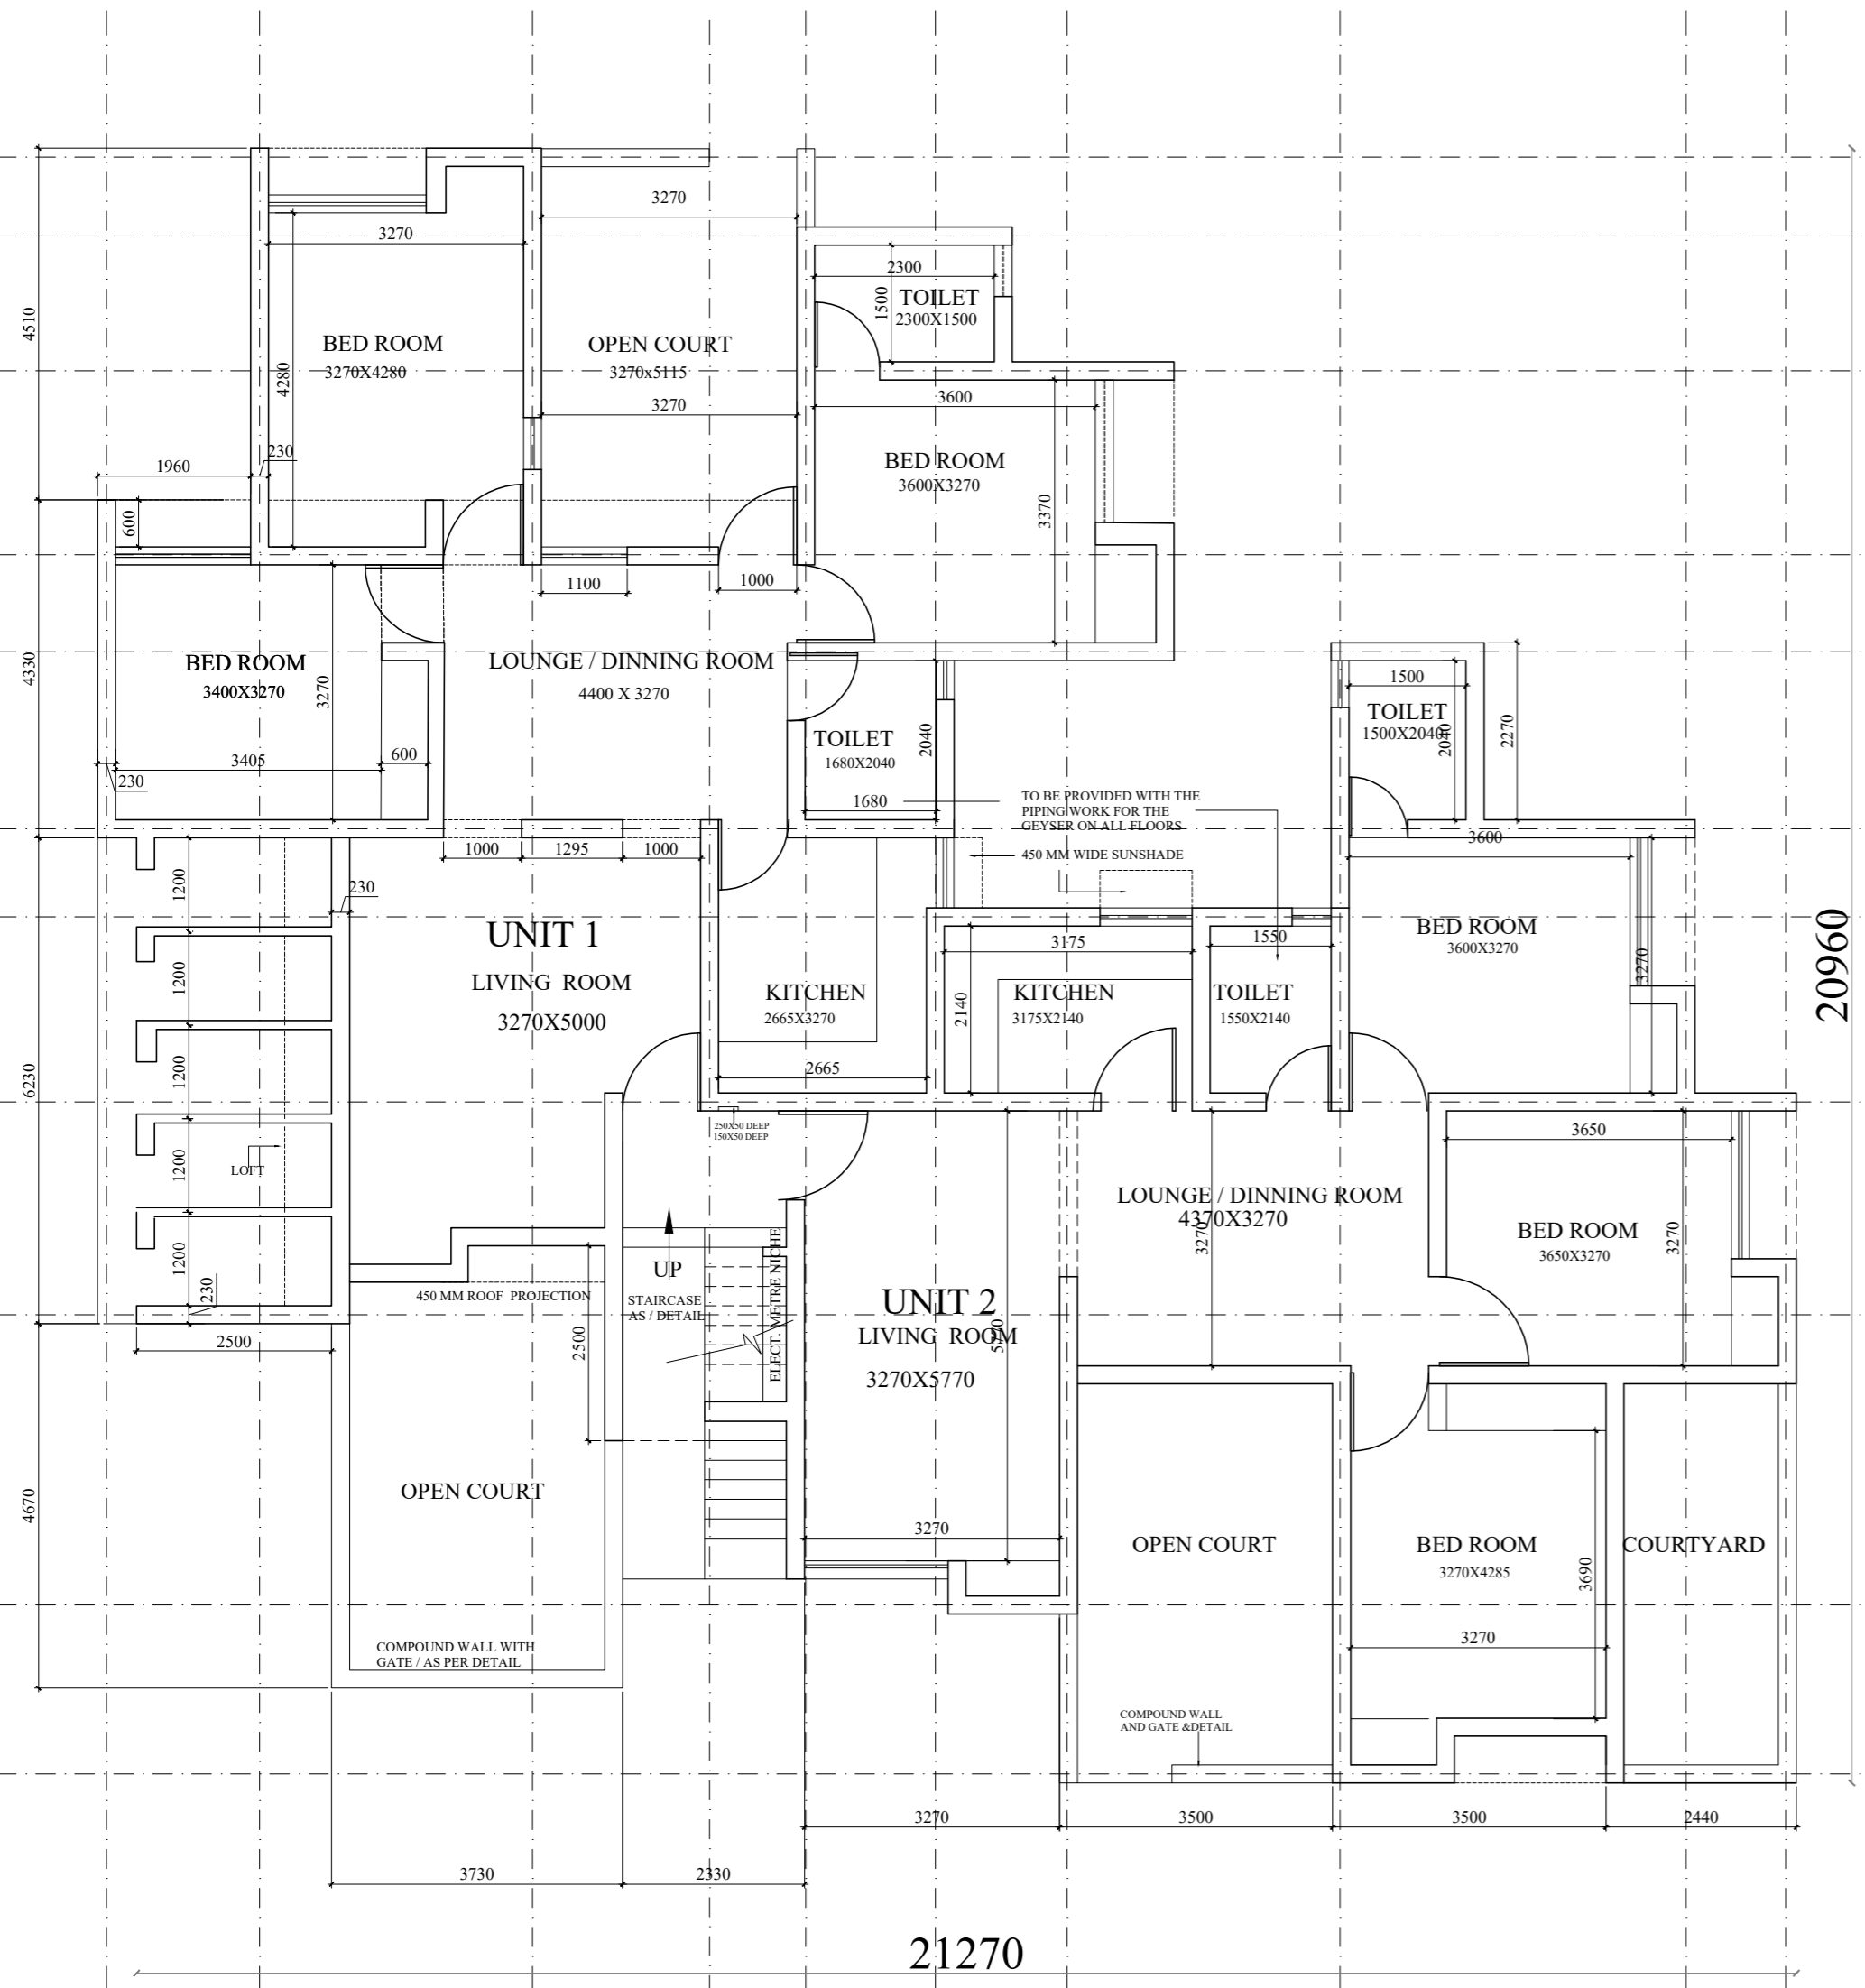 3270
3270
4510
4280
BED ROOM
3270X4280
OPEN COURT
3270x5115
3270
2300
1500
TOILET
2300X1500
3600
BED ROOM
3600X3270
3370
1960
230
600
1100
1000
4330
BED ROOM
3400X3270
3270
3405
600
230
LOUNGE / DINNING ROOM
4400 X 3270
TOILET
1680X2040
2040
1680
TO BE PROVIDED WITH THE
PIPING WORK FOR THE
GEYSER ON ALL FLOORS
450 MM WIDE SUNSHADE
1500
TOILET
1500X2040
2040
2270
3600
1000
1295
1000
230
1200
1200
1200
1200
1200
230
LOFT
6230
2500
UNIT 1
LIVING ROOM
3270X5000
KITCHEN
2665X3270
2665
3175
2140
KITCHEN
3175X2140
1550
TOILET
1550X2140
BED ROOM
3600X3270
3270
20960
250X50 DEEP
150X50 DEEP
450 MM ROOF PROJECTION
2500
UP
STAIRCASE
AS / DETAIL
ELECT. METRE NICHE
UNIT 2
LIVING ROOM
3270X5770
5770
3270
LOUNGE / DINNING ROOM
4370X3270
3270
3650
BED ROOM
3650X3270
3270
4670
OPEN COURT
COMPOUND WALL WITH
GATE / AS PER DETAIL
OPEN COURT
BED ROOM
3270X4285
3690
3270
COURTYARD
COMPOUND WALL
AND GATE &DETAIL
3270
3500
3500
2440
3730
2330
21270